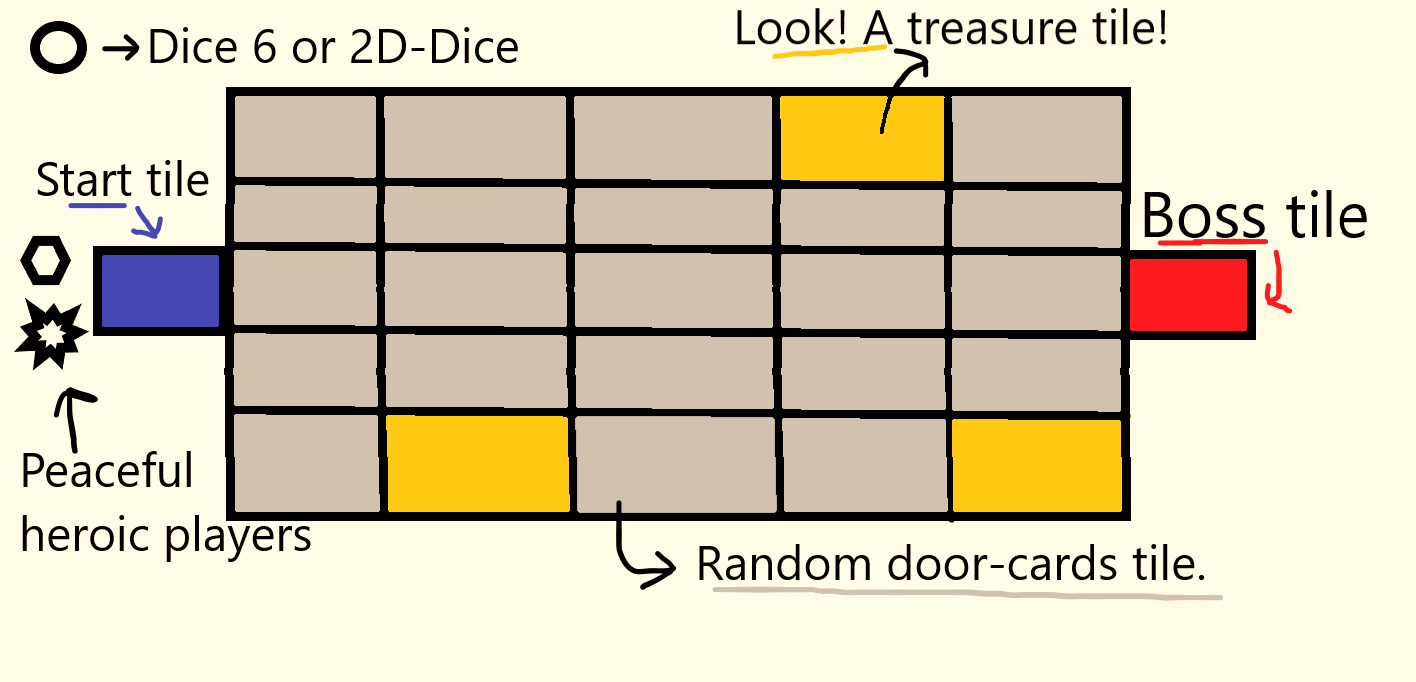 Look! A treasure tile!
Dice 6 or 2D-Dice
Start tile
Boss tile
Peaceful
heroic players
Random door-cards tile.